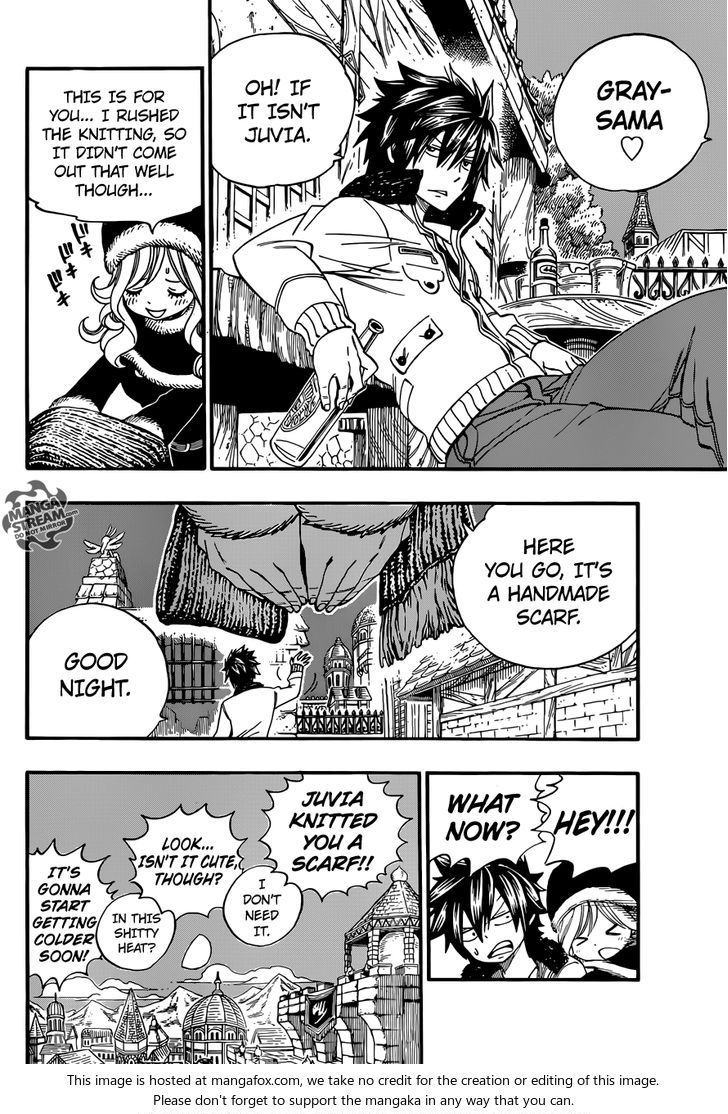 GRAY-
SAMA
♡
OH! IF
IT ISN'T
JUVIA.
THIS IS FOR
YOU... I RUSHED
THE KNITTING, SO
IT DIDN'T COME
OUT THAT WELL
THOUGH...
ドキ
ドキ
MANGA
STREAM.COM
DO NOT MIRROR
HERE
YOU GO, IT'S
A HANDMADE
SCARF.
GOOD
NIGHT.
HEY!!!
WHAT
NOW?
JUVIA
KNITTED
YOU A
SCARF!!
I
DON'T
NEED
IT.
LOOK...
ISN'T IT CUTE,
THOUGH?
IN THIS
SHITTY
HEAT?
IT'S
GONNA
START
GETTING
COLDER
SOON!
This image is hosted at mangafox.com, we take no credit for the creation or editing of this image.
Please don't forget to support the mangaka in any way that you can.